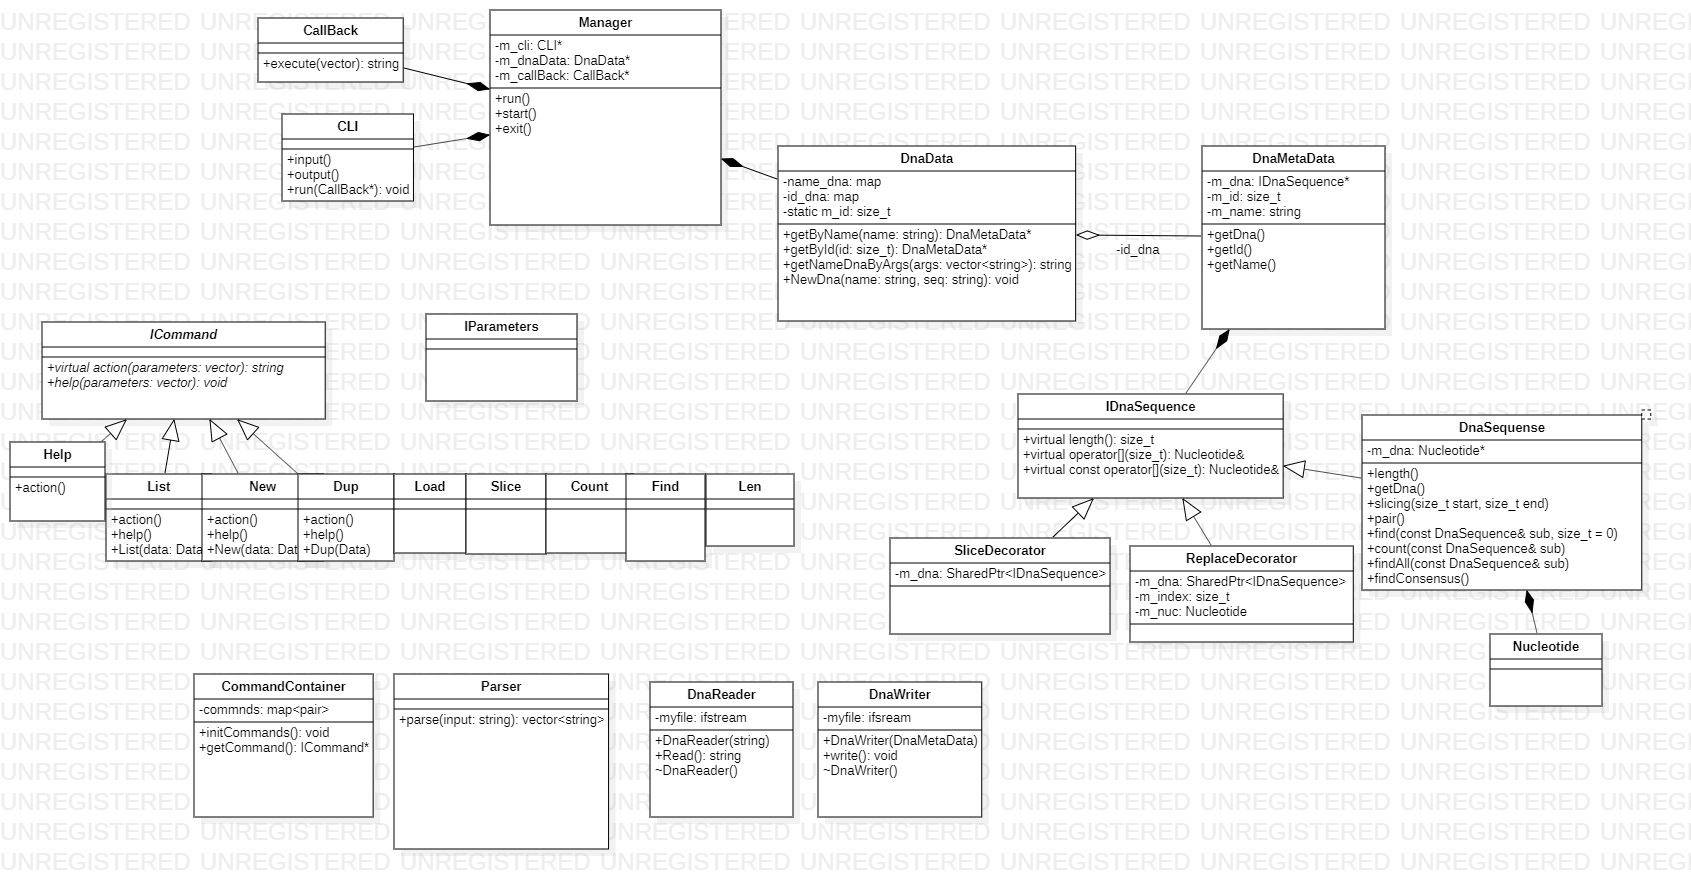 CallBack
+execute(vector): string
Manager
-m_cli: CLI*
-m_dnaData: DnaData*
-m_callBack: CallBack*
+run()
+start()
+exit()
CLI
+input()
+output()
+run(CallBack*): void
DnaData
-name_dna: map
-id_dna: map
-static m_id: size_t
+getByName(name: string): DnaMetaData*
+getById(id: size_t): DnaMetaData*
+getNameDnaByArgs(args: vector<string>): string
+NewDna(name: string, seq: string): void
-id_dna
DnaMetaData
-m_dna: IDnaSequence*
-m_id: size_t
-m_name: string
+getDna()
+getId()
+getName()
ICommand
+virtual action(parameters: vector): string
+help(parameters: vector): void
IParameters
Help
+action()
List
+action()
+help()
+List(data: Data
New
+action()
+help()
+New(data: Dat
Dup
+action()
+help()
+Dup(Data)
Load
Slice
Count
Find
Len
IDnaSequence
+virtual length(): size_t
+virtual operator[](size_t): Nucleotide&
+virtual const operator[](size_t): Nucleotide&
DnaSequense
-m_dna: Nucleotide*
+length()
+getDna()
+slicing(size_t start, size_t end)
+pair()
+find(const DnaSequence& sub, size_t = 0)
+count(const DnaSequence& sub)
+findAll(const DnaSequence& sub)
+findConsensus()
SliceDecorator
-m_dna: SharedPtr<IDnaSequence>
ReplaceDecorator
-m_dna: SharedPtr<IDnaSequence>
-m_index: size_t
-m_nuc: Nucleotide
Nucleotide
CommandContainer
-commnds: map<pair>
+initCommands(): void
+getCommand(): ICommand*
Parser
+parse(input: string): vector<string>
DnaReader
-myfile: ifstream
+DnaReader(string)
+Read(): string
~DnaReader()
DnaWriter
-myfile: ifsream
+DnaWriter(DnaMetaData)
+write(): void
~DnaWriter()
UNREGISTERED